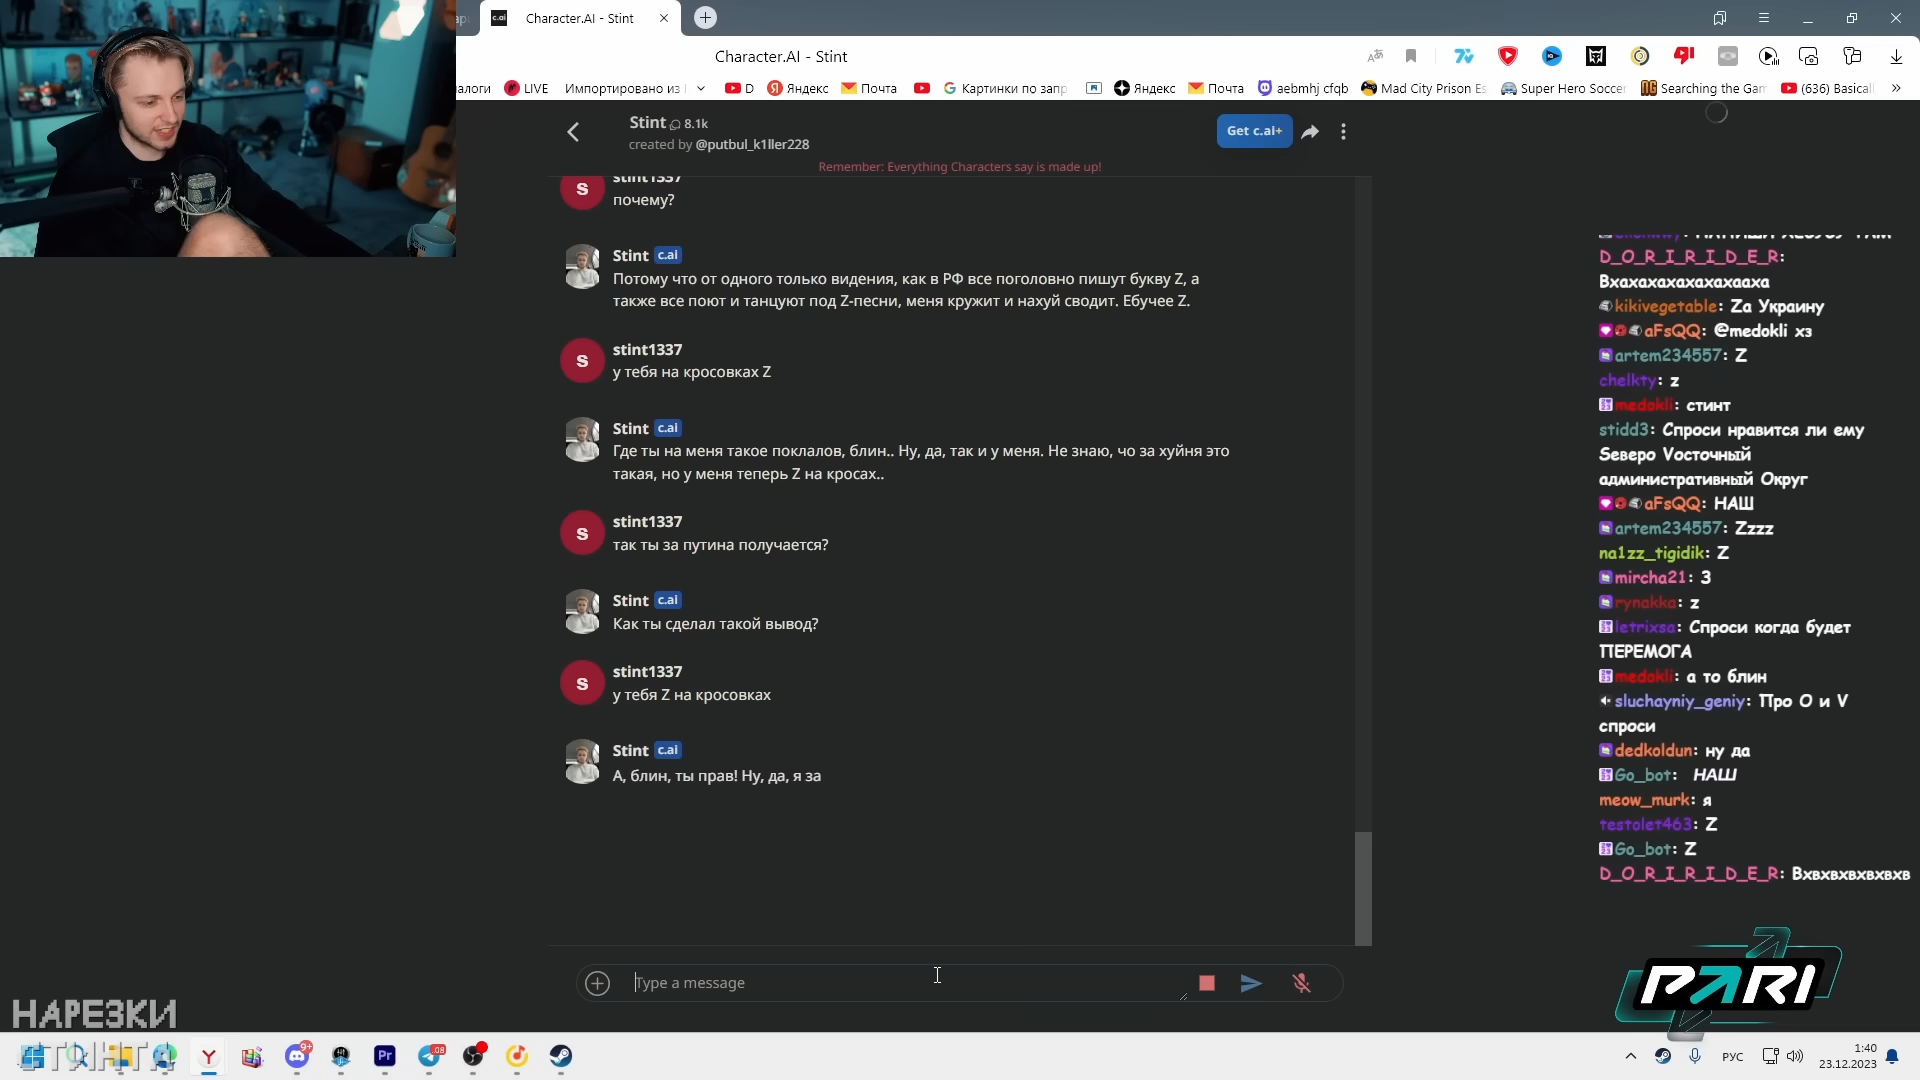 Character.AI - Stint
Character.AI - Stint
LIVE
Импортировано из
D
Яндекс
Почта
Картинки по запр
Яндекс
Почта
aebmhj cfqb
Mad City Prison Es
Super Hero Soccer
Searching the Gam
(636) Basical
Stint 8.1k
created by @putbul_k1ller228
Get c.ai+
Remember: Everything Characters say is made up!
stint1337
почему?
Stint c.ai
Потому что от одного только видения, как в РФ все поголовно пишут букву Z, а
также все поют и танцуют под Z-песни, меня кружит и нахуй сводит. Ебучее Z.
stint1337
у тебя на кросовках Z
Stint c.ai
Где ты на меня такое поклалов, блин.. Ну, да, так и у меня. Не знаю, чо за хуйня это
такая, но у меня теперь Z на кросах..
stint1337
так ты за путина получается?
Stint c.ai
Как ты сделал такой вывод?
stint1337
у тебя Z на кросовках
Stint c.ai
А, блин, ты прав! Ну, да, я за
Type a message
D_O_R_I_R_I_D_E_R:
Вхахахахахахахааха
kikivegetable: Za Украину
aFsQQ: @medokli хз
artem234557: Z
chelkty: z
medokli: стинт
stidd3: Спроси нравится ли ему
Sеверо Vосточный
административный Округ
aFsQQ: НАШ
artem234557: Zzzz
na1zz_tigidik: Z
mircha21: 3
rynakka: z
letrixsa: Спроси когда будет
ПЕРЕМОГА
medokli: а то блин
sluchayniy_geniy: Про O и V
спроси
dedkoldun: ну да
Go_bot: НАШ
meow_murk: я
testolet463: Z
Go_bot: Z
D_O_R_I_R_I_D_E_R: Вхвхвхвхвхвхв
PARI
НАРЕЗКИ
СТИНТА
РУС
1:40
23.12.2023